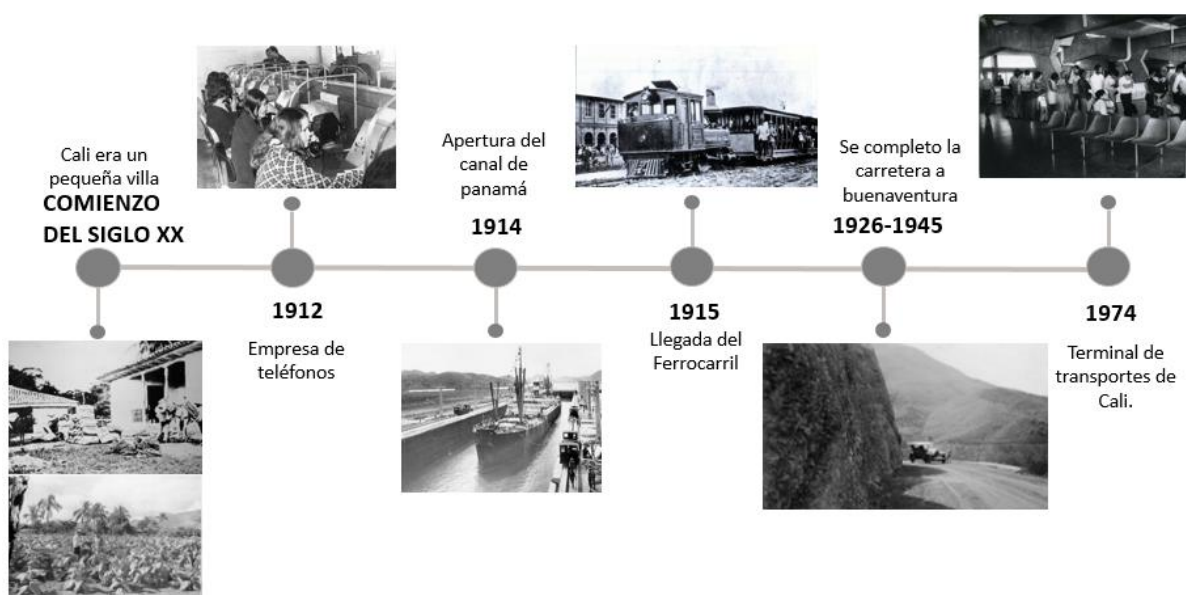 Cali era un
pequeña villa
COMIENZO
DEL SIGLO XX
1912
Empresa de
teléfonos
Apertura del
canal de
panamá
1914
1915
Llegada del
Ferrocarril
Se completo la
carretera a
buenaventura
1926-1945
1974
Terminal de
transportes de
Cali.